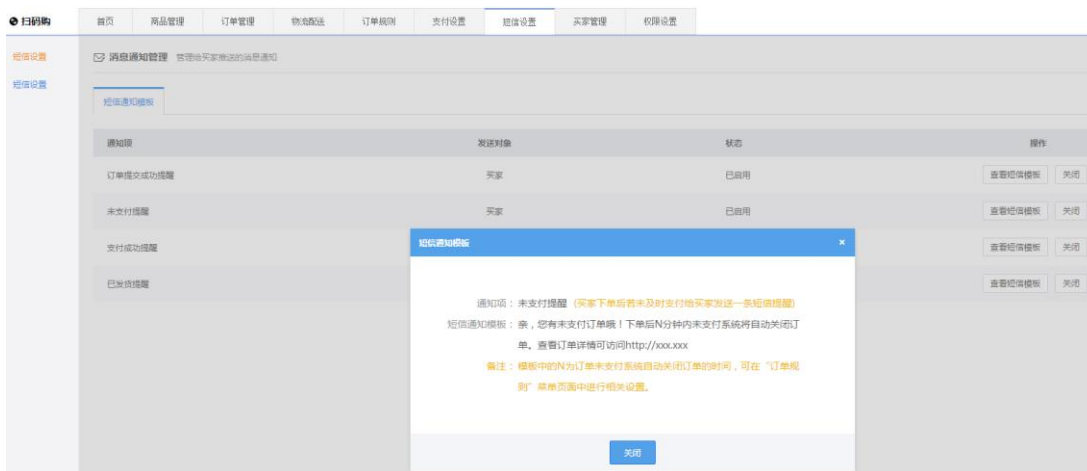 扫码购 首页 商品管理 订单管理 物流配送 订单规则 支付设置 短信设置 买家管理 权限设置
短信设置
消息通知管理 管理给买家推送的消息通知
短信设置
短信通知模板
通知项 发送对象 状态 操作
订单提交成功提醒 买家 已启用 查看短信模板 关闭
未支付提醒 买家 已启用 查看短信模板 关闭
支付成功提醒 查看短信模板 关闭
已发货提醒 查看短信模板 关闭
短信通知模板 ×
通知项：未支付提醒（买家下单后若未及时支付给买家发送一条短信提醒）
短信通知模板：亲，您有未支付订单哦！下单后N分钟内未支付系统将自动关闭订
单。查看订单详情可访问http://xxx.xxx
备注：模板中的N为订单未支付系统自动关闭订单的时间，可在“订单规
则”菜单页面中进行相关设置。
关闭